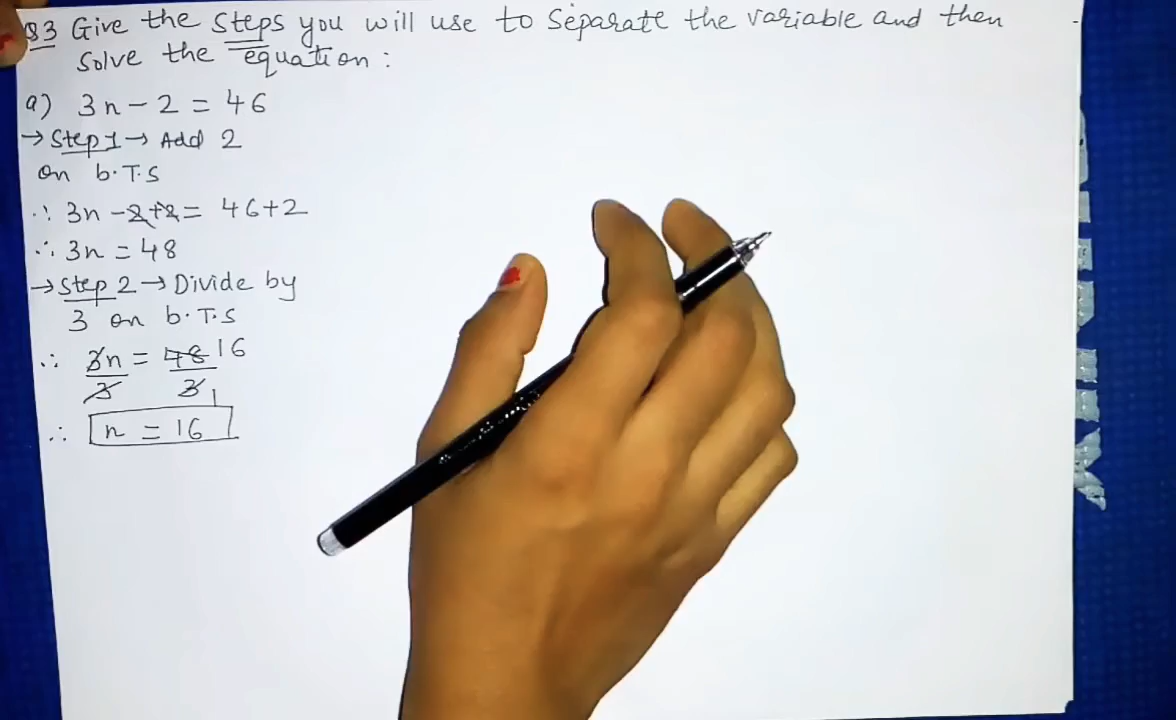 Q3 Give the steps you will use to separate the variable and then
solve the equation :
a) 3n - 2 = 46
→ Step 1 → Add 2
on b.T.S
∴ 3n - 2 + 2 = 46+2
∴ 3n = 48
→ Step 2 → Divide by
3 on b.T.S
∴ 3n/3 = 48/3 16 1
∴ n = 16